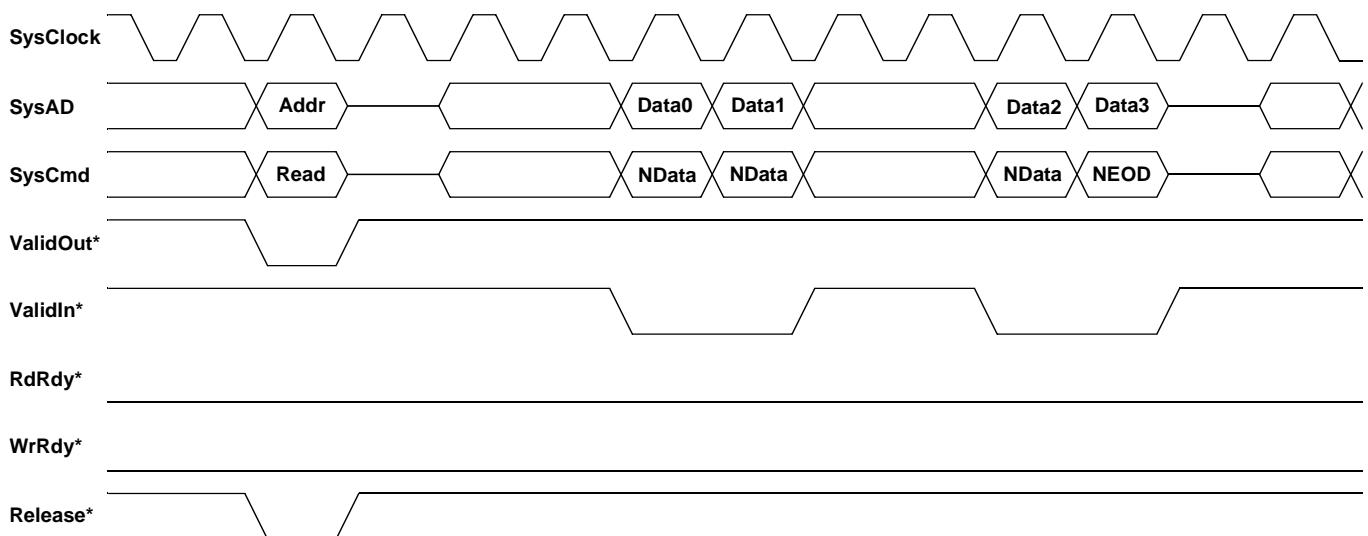 SysClock
SysAD Addr Data0 Data1 Data2 Data3
SysCmd Read NData NData NData NEOD
ValidOut*
ValidIn*
RdRdy*
WrRdy*
Release*